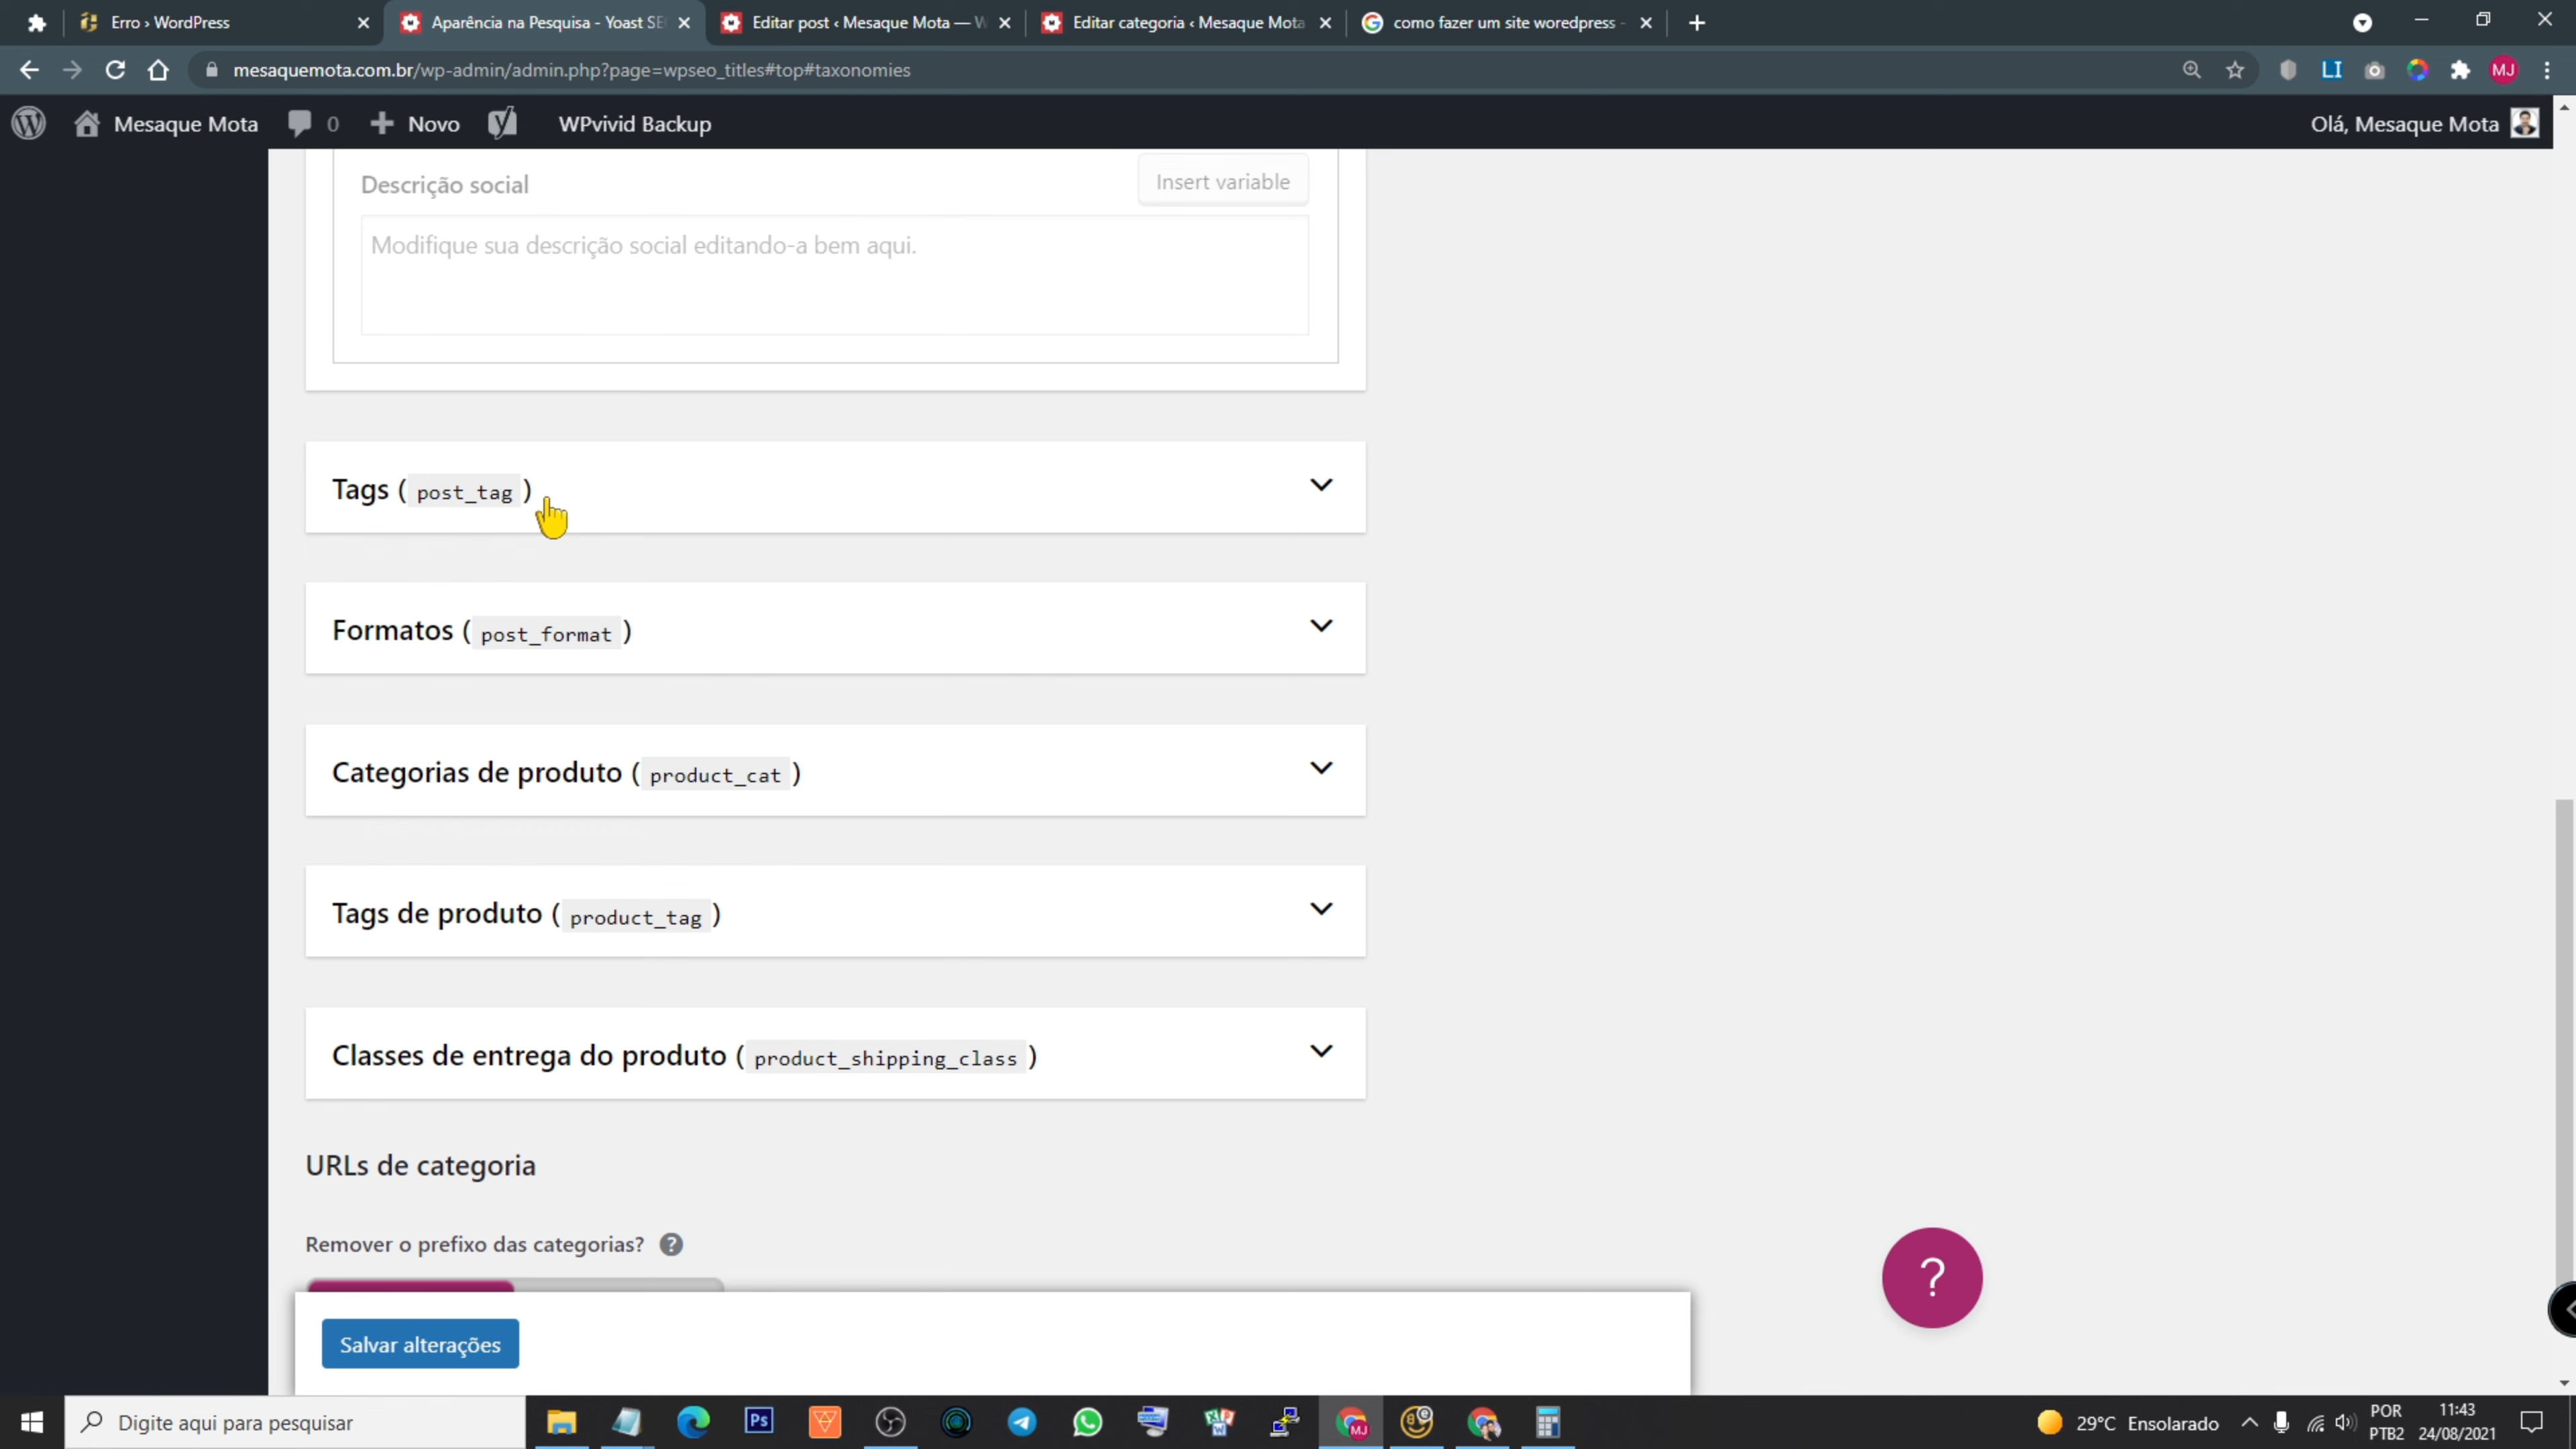 Erro › WordPress
Aparência na Pesquisa - Yoast SE
Editar post ‹ Mesaque Mota — W
Editar categoria ‹ Mesaque Mota
como fazer um site woredpress -
mesaquemota.com.br/wp-admin/admin.php?page=wpseo_titles#top#taxonomies
LI
MJ
Mesaque Mota
0
Novo
WPvivid Backup
Olá, Mesaque Mota
Descrição social
Insert variable
Modifique sua descrição social editando-a bem aqui.
Tags ( post_tag )
Formatos ( post_format )
Categorias de produto ( product_cat )
Tags de produto ( product_tag )
Classes de entrega do produto ( product_shipping_class )
URLs de categoria
Remover o prefixo das categorias? ?
?
Salvar alterações
Digite aqui para pesquisar
Ps
MJ
29°C Ensolarado
POR
PTB2
11:43
24/08/2021